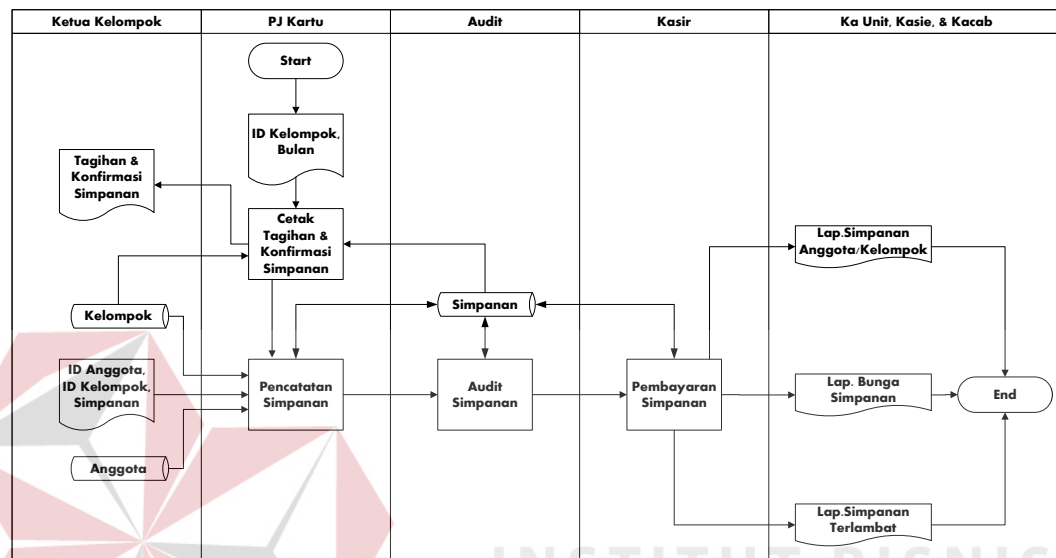 Ketua Kelompok
PJ Kartu
Audit
Kasir
Ka Unit, Kasie, & Kacab
Start
ID Kelompok,
Bulan
Tagihan &
Konfirmasi
Simpanan
Cetak
Tagihan &
Konfirmasi
Simpanan
Lap.Simpanan
Anggota/Kelompok
Kelompok
Simpanan
ID Anggota,
ID Kelompok,
Simpanan
Pencatatan
Simpanan
Audit
Simpanan
Pembayaran
Simpanan
Lap. Bunga
Simpanan
End
Anggota
Lap.Simpanan
Terlambat
INSTITUT BISNIS